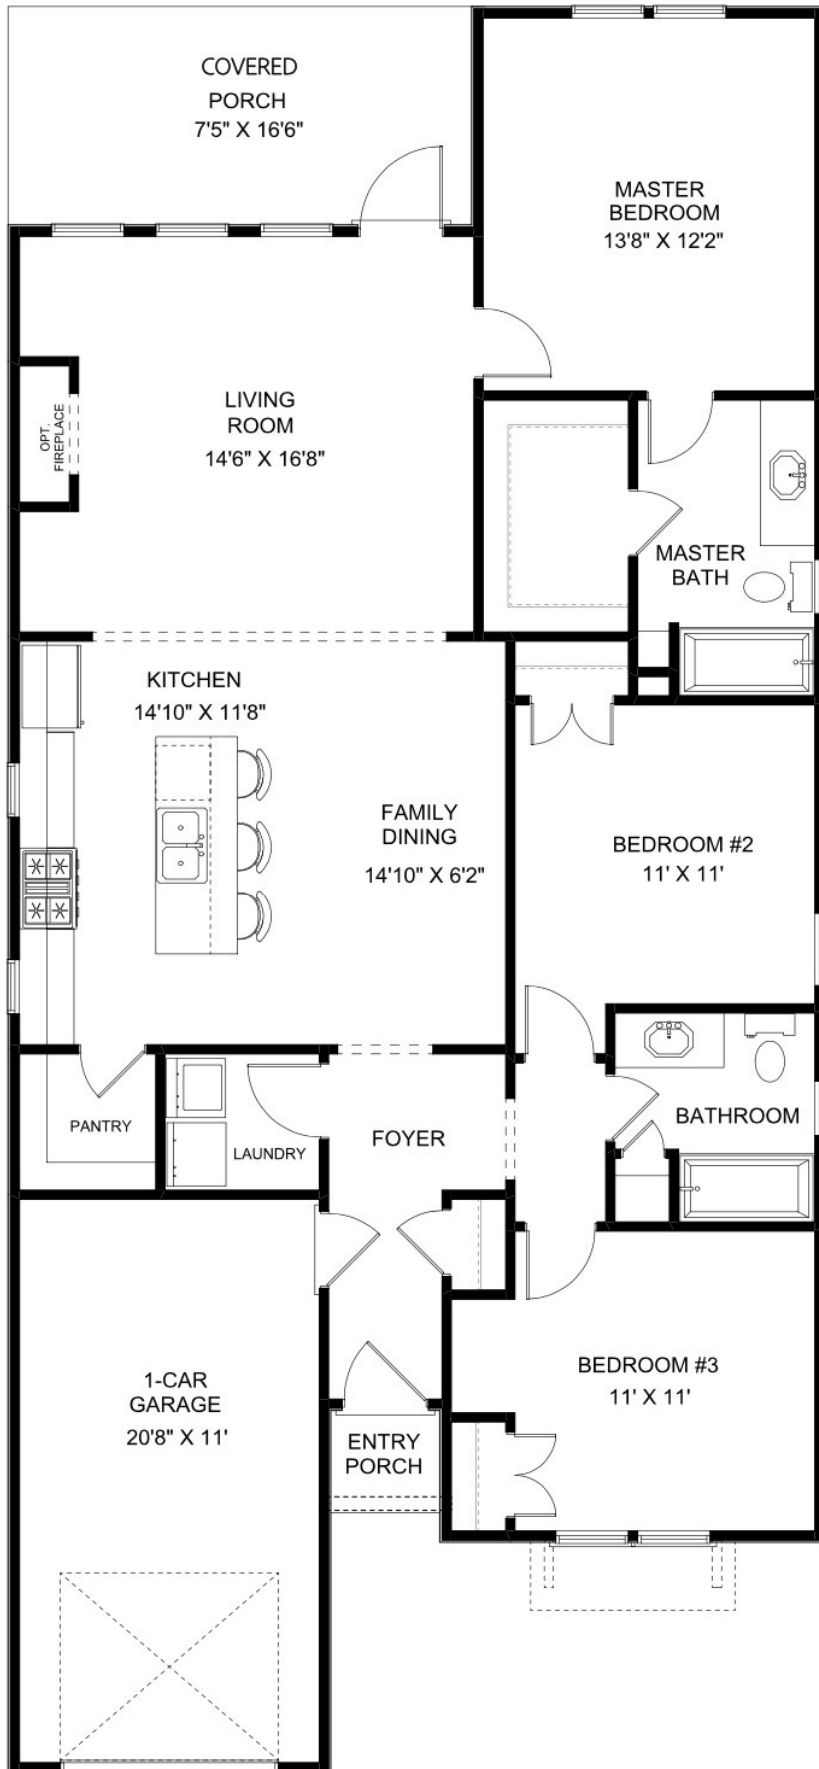 COVERED
PORCH
7'5" X 16'6"
MASTER
BEDROOM
13'8" X 12'2"
LIVING
ROOM
14'6" X 16'8"
OPT.
FIREPLACE
MASTER
BATH
KITCHEN
14'10" X 11'8"
FAMILY
DINING
14'10" X 6'2"
BEDROOM #2
11' X 11'
PANTRY
LAUNDRY
FOYER
BATHROOM
1-CAR
GARAGE
20'8" X 11'
ENTRY
PORCH
BEDROOM #3
11' X 11'